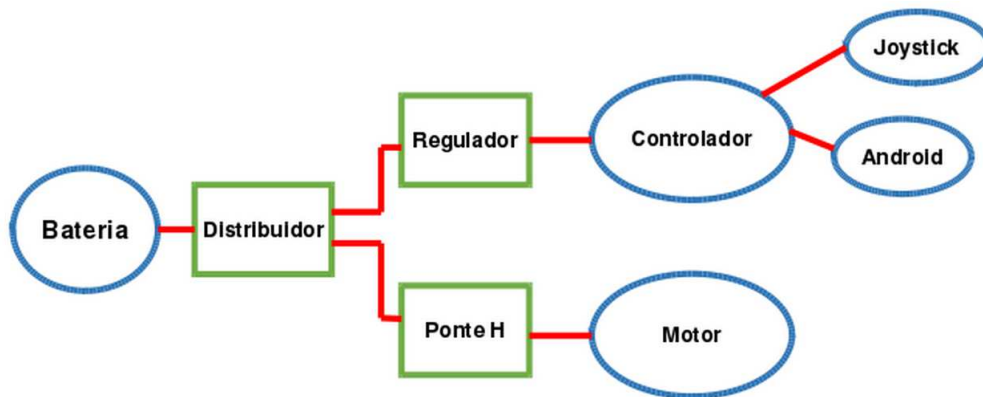 Joystick
Regulador
Controlador
Android
Bateria
Distribuidor
Ponte H
Motor